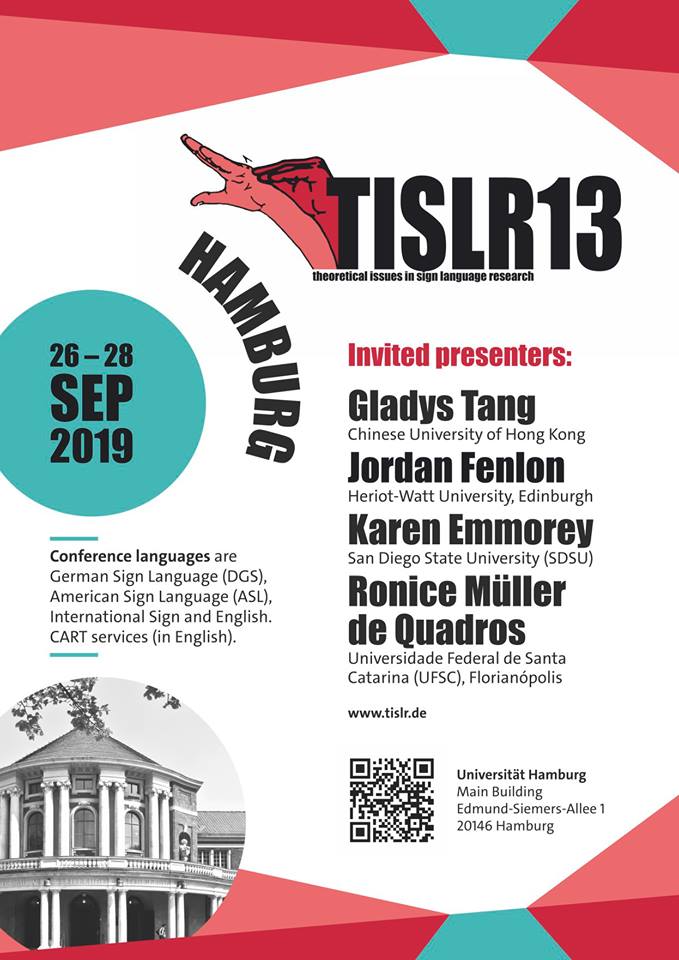 TISLR13
theoretical issues in sign language research
HAMBURG
26 – 28
SEP
2019
Conference languages are
German Sign Language (DGS),
American Sign Language (ASL),
International Sign and English.
CART services (in English).
Invited presenters:
Gladys Tang
Chinese University of Hong Kong
Jordan Fenlon
Heriot-Watt University, Edinburgh
Karen Emmorey
San Diego State University (SDSU)
Ronice Müller
de Quadros
Universidade Federal de Santa
Catarina (UFSC), Florianópolis
www.tislr.de
Universität Hamburg
Main Building
Edmund-Siemers-Allee 1
20146 Hamburg